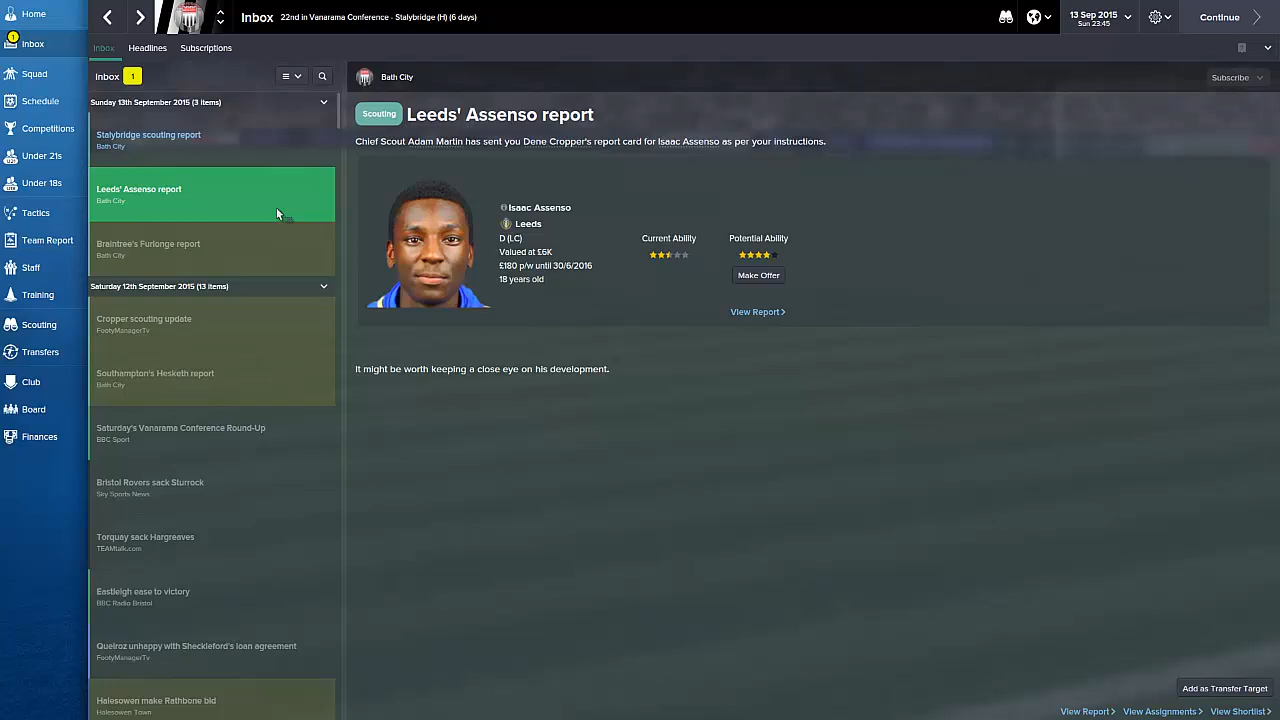 Home
1
Inbox
Squad
Schedule
Competitions
Under 21s
Under 18s
Tactics
Team Report
Staff
Training
Scouting
Transfers
Club
Board
Finances
Inbox 22nd in Vanarama Conference - Stalybridge (H) (6 days)
13 Sep 2015
Sun 23:45
Continue
Inbox Headlines Subscriptions
Inbox 1
Sunday 13th September 2015 (3 items)
Stalybridge scouting report
Bath City
Leeds' Assenso report
Bath City
Braintree's Furlonge report
Bath City
Saturday 12th September 2015 (13 items)
Cropper scouting update
FootyManagerTv
Southampton's Hesketh report
Bath City
Saturday's Vanarama Conference Round-Up
BBC Sport
Bristol Rovers sack Sturrock
Sky Sports News
Torquay sack Hargreaves
TEAMtalk.com
Eastleigh ease to victory
BBC Radio Bristol
Queiroz unhappy with Sheckleford's loan agreement
FootyManagerTv
Halesowen make Rathbone bid
Halesowen Town
Bath City
Subscribe
Scouting Leeds' Assenso report
Chief Scout Adam Martin has sent you Dene Cropper's report card for Isaac Assenso as per your instructions.
Isaac Assenso
Leeds
D (LC)
Valued at £6K
£180 p/w until 30/6/2016
18 years old
Current Ability
Potential Ability
Make Offer
View Report
It might be worth keeping a close eye on his development.
Add as Transfer Target
View Report View Assignments View Shortlist